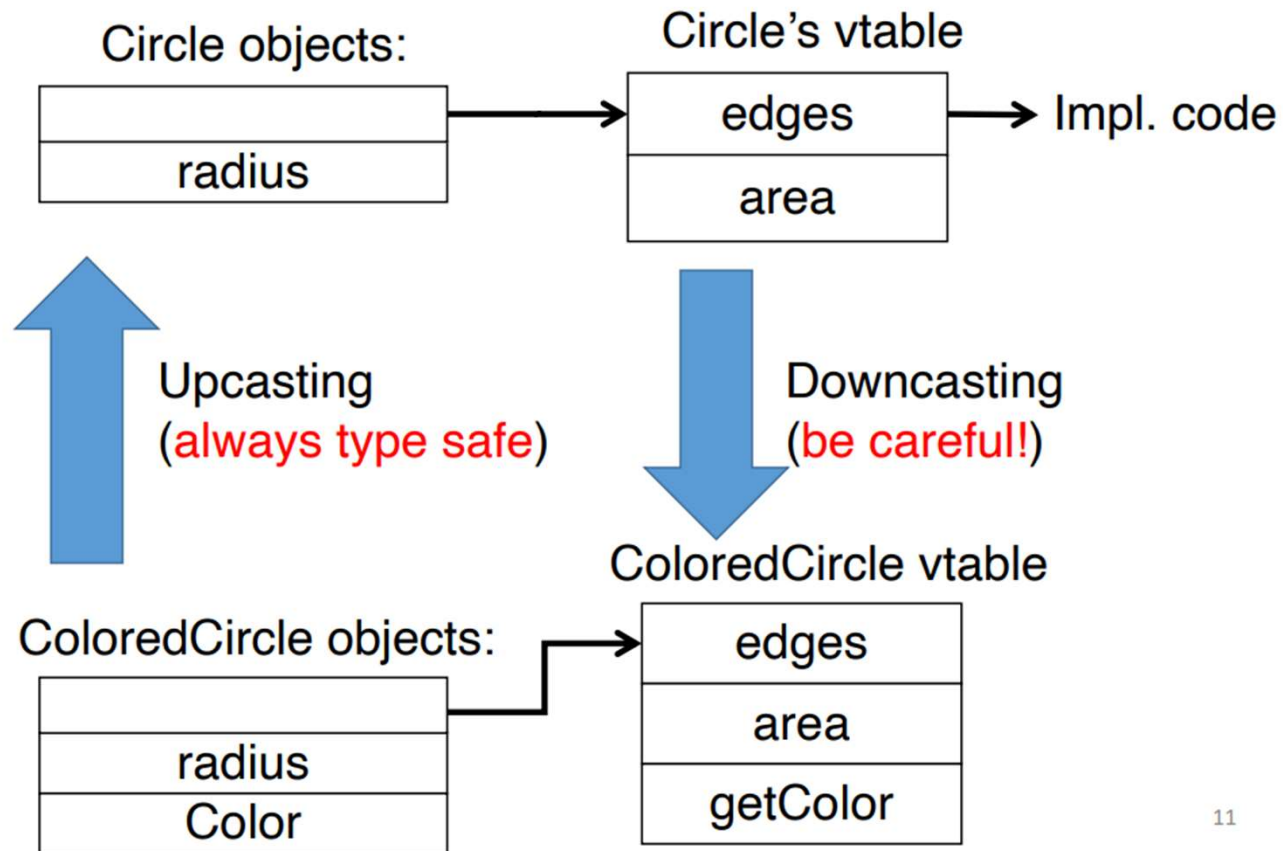 Circle objects:
Circle's vtable
radius
edges
Impl. code
area
Upcasting
(always type safe)
Downcasting
(be careful!)
ColoredCircle vtable
ColoredCircle objects:
radius
Color
edges
area
getColor
11